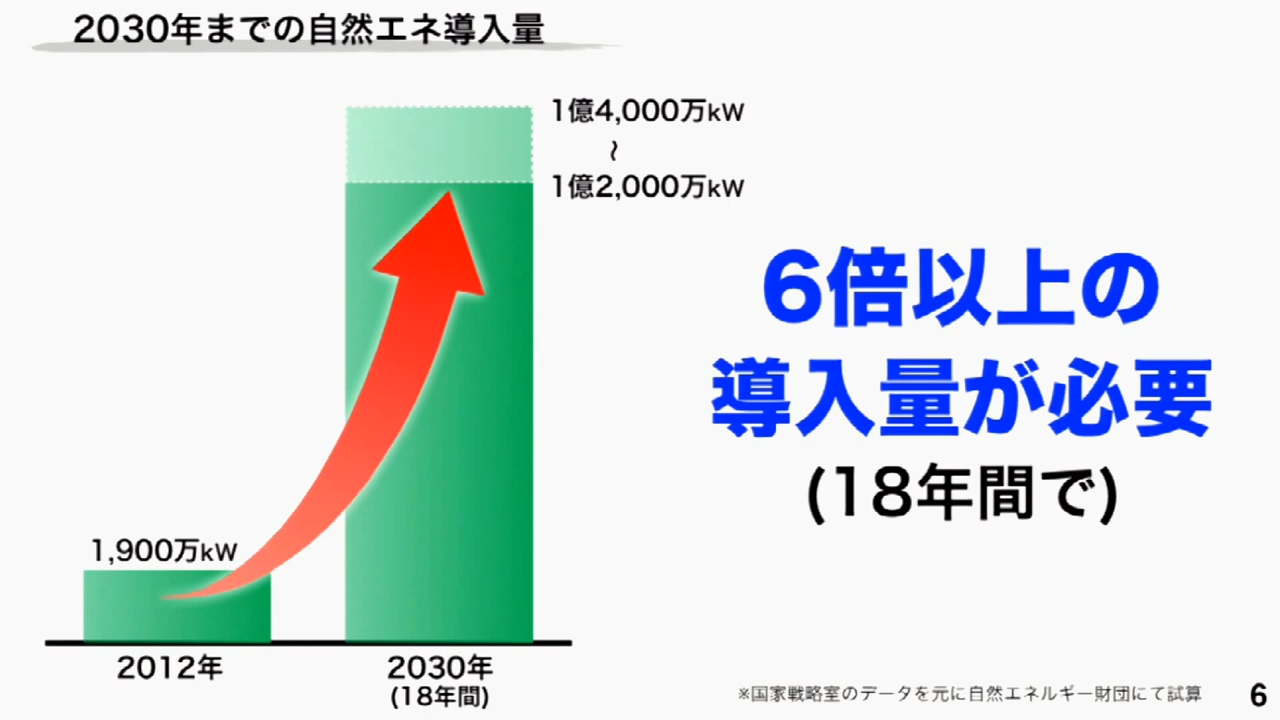 2030年までの自然エネ導入量
1億4,000万kW
~
1億2,000万kW
6倍以上の
導入量が必要
(18年間で)
1,900万kW
2012年
2030年
(18年間)
※国家戦略室のデータを元に自然エネルギー財団にて試算
6